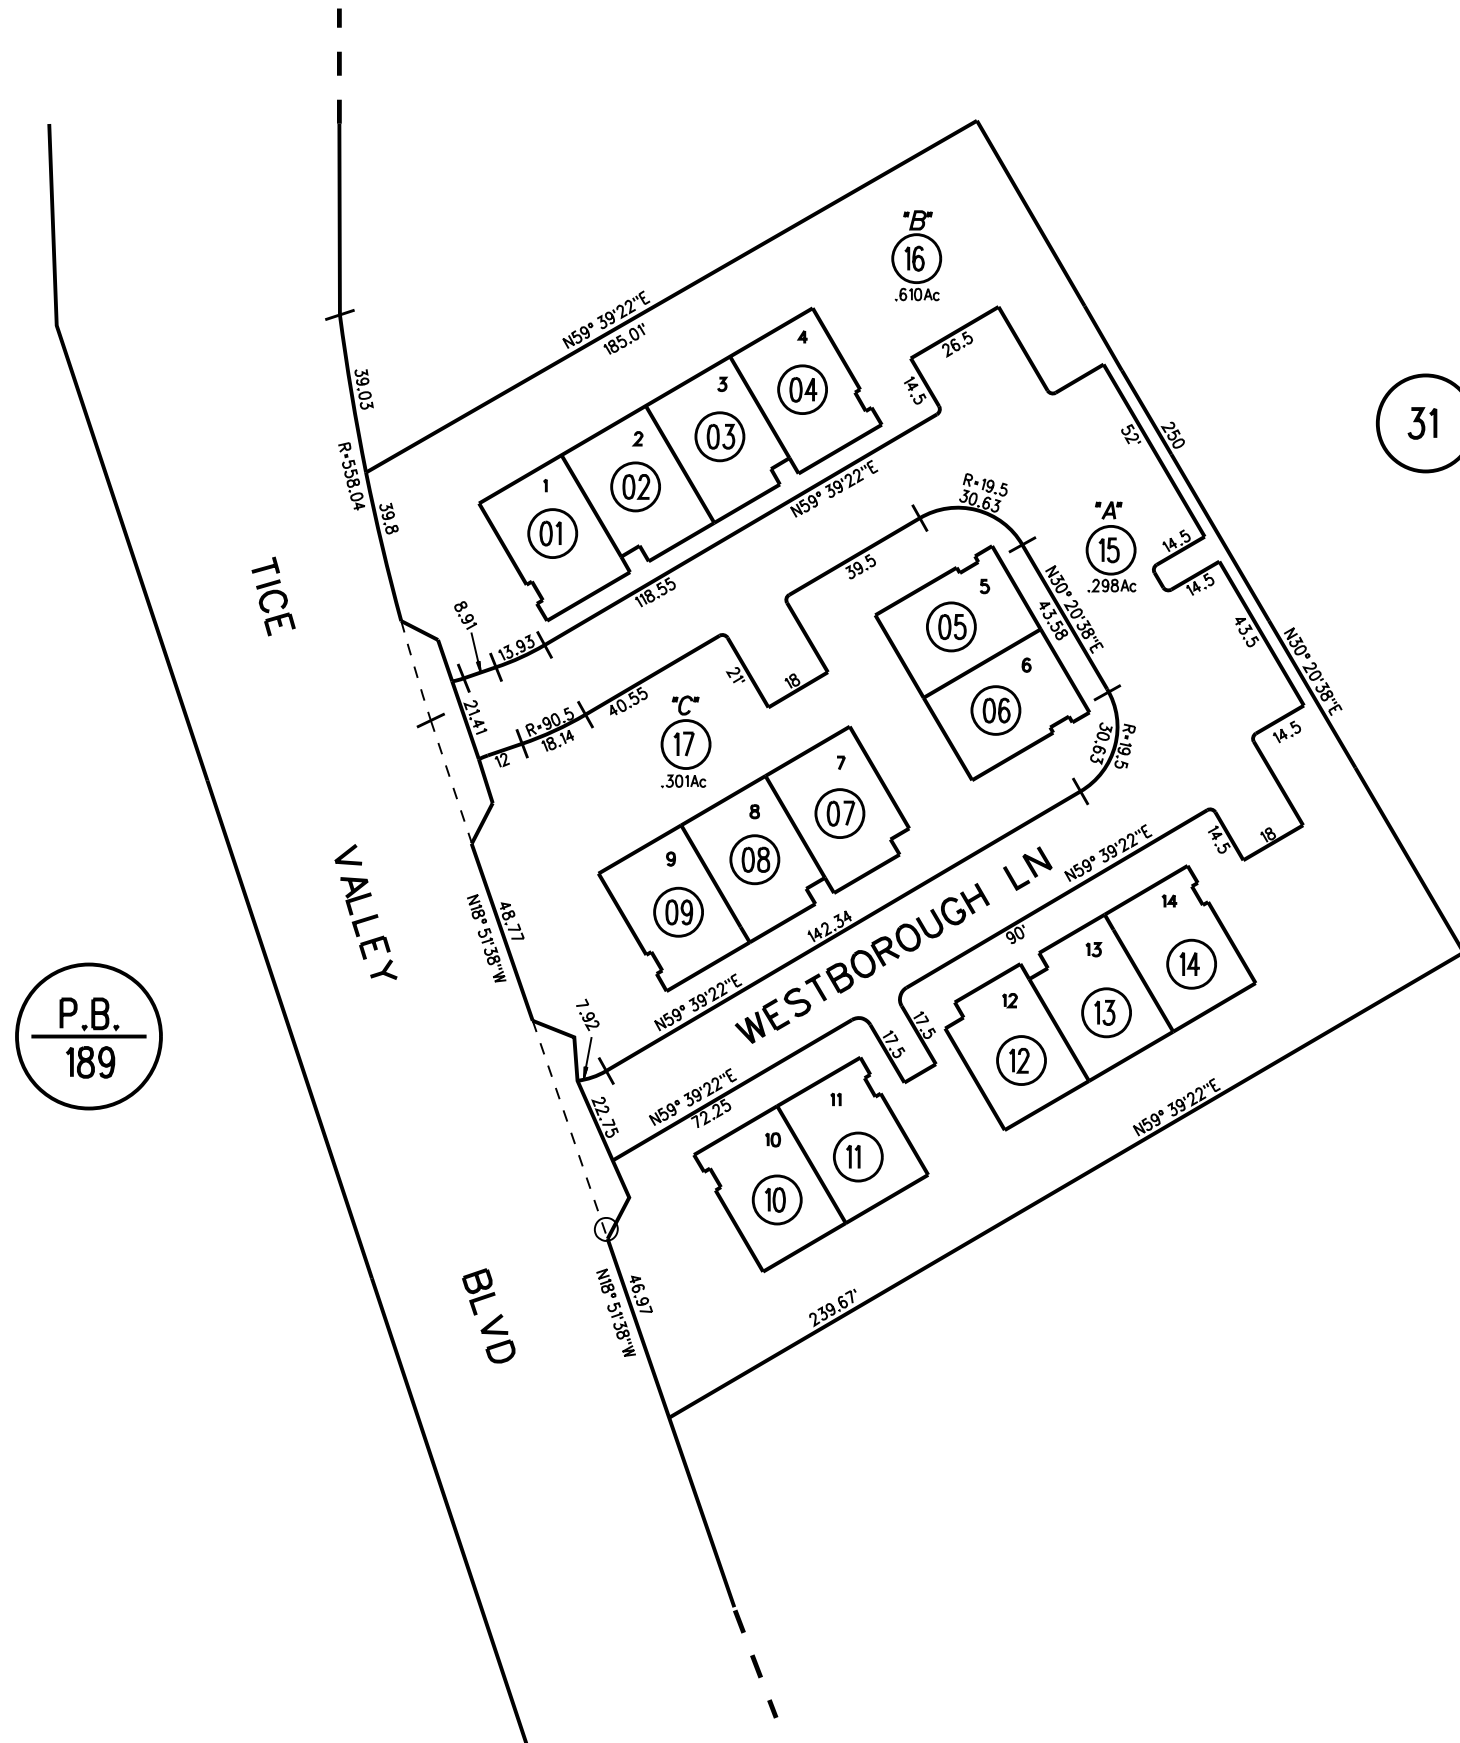 "B"
16
.610Ac
N59° 39'22"E
185.01'
4
04
3
03
2
02
1
01
26.5
14.5
N59° 39'22"E
118.55
39.03
R=558.04
39.8
250
52'
31
R=19.5
30.63
"A"
15
.298Ac
14.5
14.5
43.5
N30° 20'38"E
14.5
18
14.5
39.5
5
05
6
06
N30° 20'38"E
43.58
R=19.5
30.63
8.91
13.93
21.41
12
R=90.5
18.14
40.55
21'
18
"C"
17
.301Ac
7
07
8
08
9
09
142.34
N59° 39'22"E
TICE
VALLEY
BLVD
WESTBOROUGH LN
N59° 39'22"E
90'
48.77
N18° 51'38"W
7.92
22.75
N59° 39'22"E
72.25
17.5
17.5
14
14
13
13
12
12
11
11
10
10
N59° 39'22"E
239.67'
46.97
N18° 51'38"W
P.B.
189